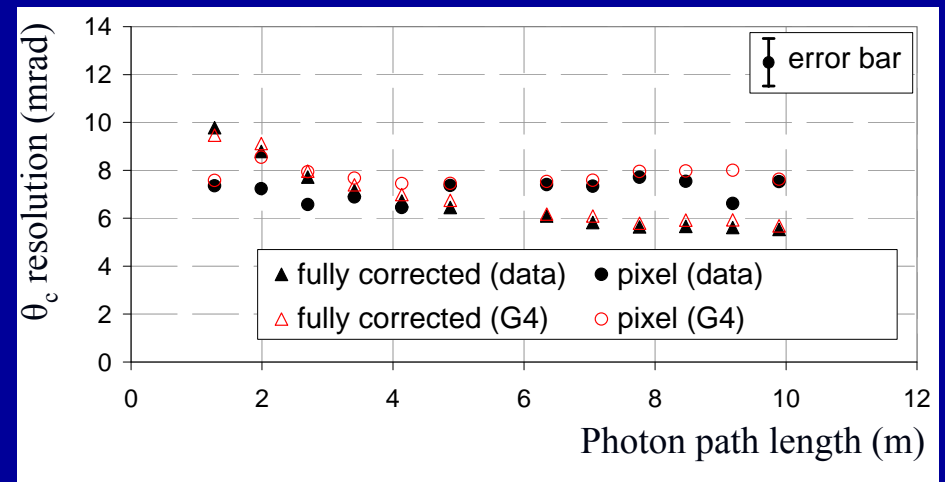 θc resolution (mrad)
14
12
10
8
6
4
2
0
error bar
fully corrected (data)
pixel (data)
fully corrected (G4)
pixel (G4)
0 2 4 6 8 10 12
Photon path length (m)